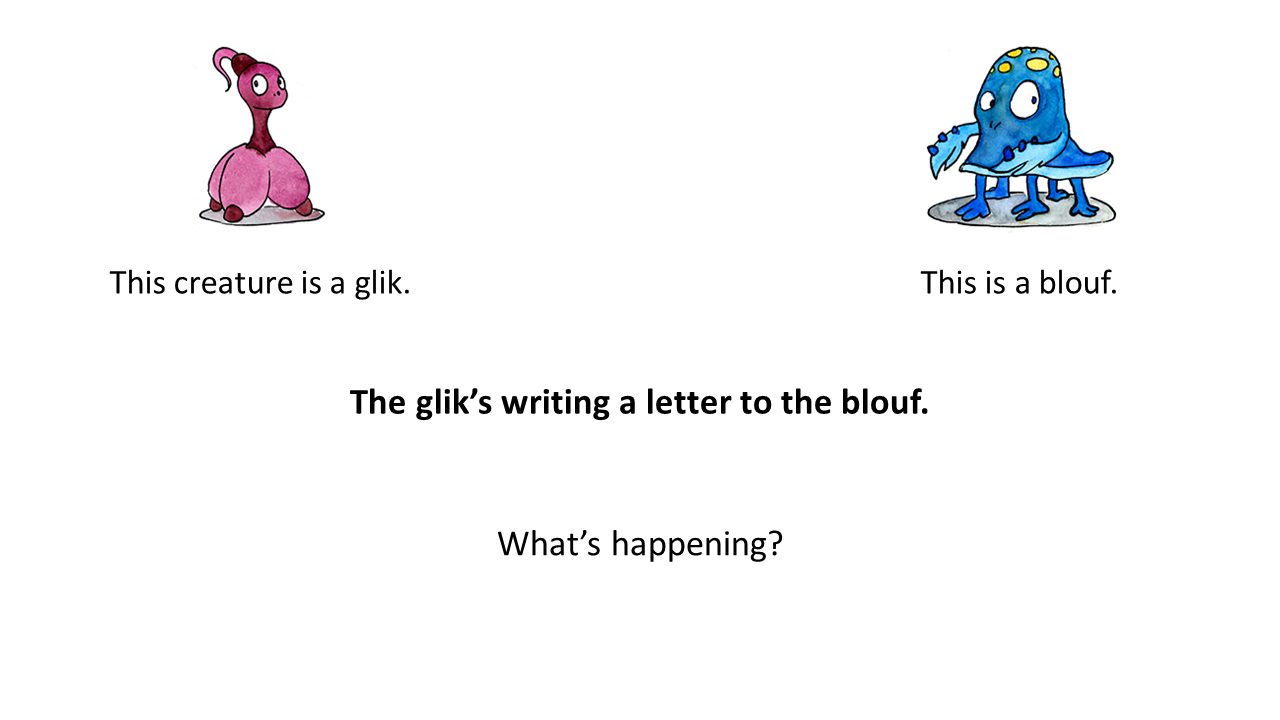 This creature is a glik.
This is a blouf.
The glik’s writing a letter to the blouf.
What’s happening?